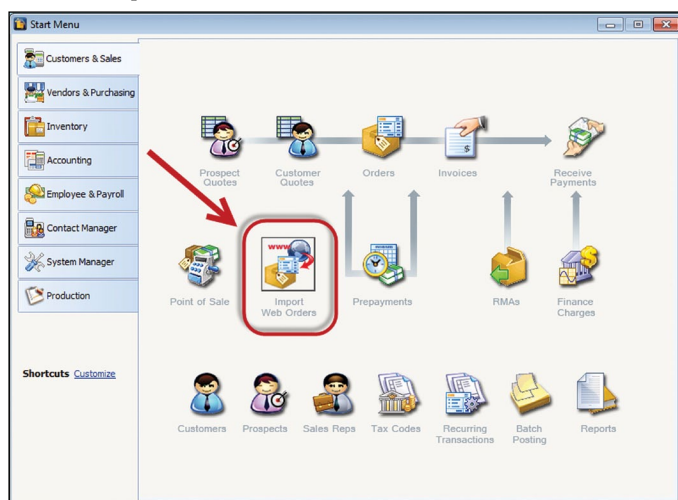 Start Menu
Customers & Sales
Vendors & Purchasing
Inventory
Accounting
Employee & Payroll
Contact Manager
System Manager
Production
Shortcuts Customize
Prospect
Quotes
Customer
Quotes
Orders
Invoices
Receive
Payments
Point of Sale
www
Import
Web Orders
Prepayments
RMAs
Finance
Charges
Customers
Prospects
Sales Reps
Tax Codes
Recurring
Transactions
Batch
Posting
Reports